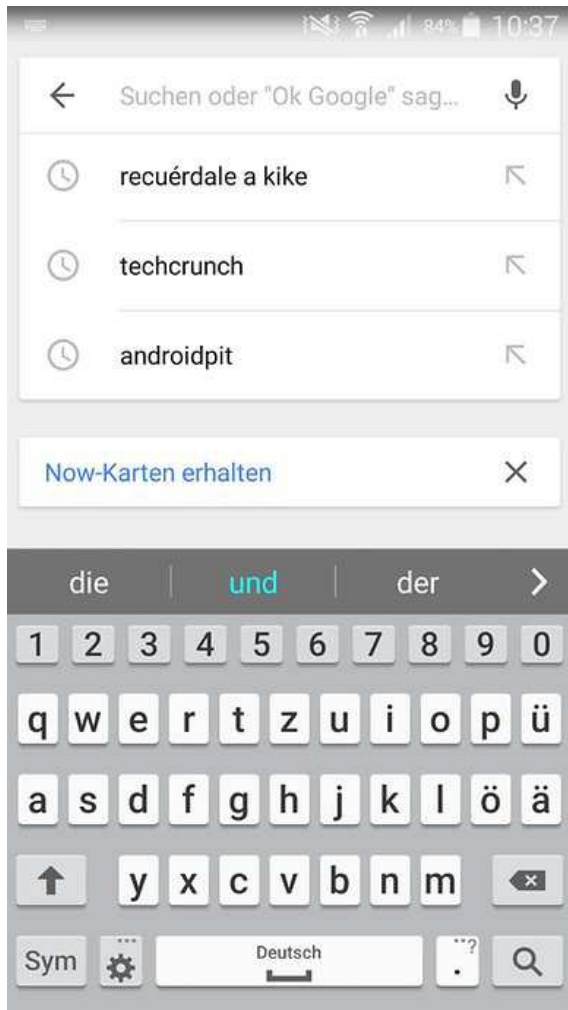 84% 10:37
Suchen oder "Ok Google" sag...
recuérdale a kike
techcrunch
androidpit
Now-Karten erhalten
die und der
1 2 3 4 5 6 7 8 9 0
q w e r t z u i o p ü
a s d f g h j k l ö ä
y x c v b n m
Sym Deutsch ...? .